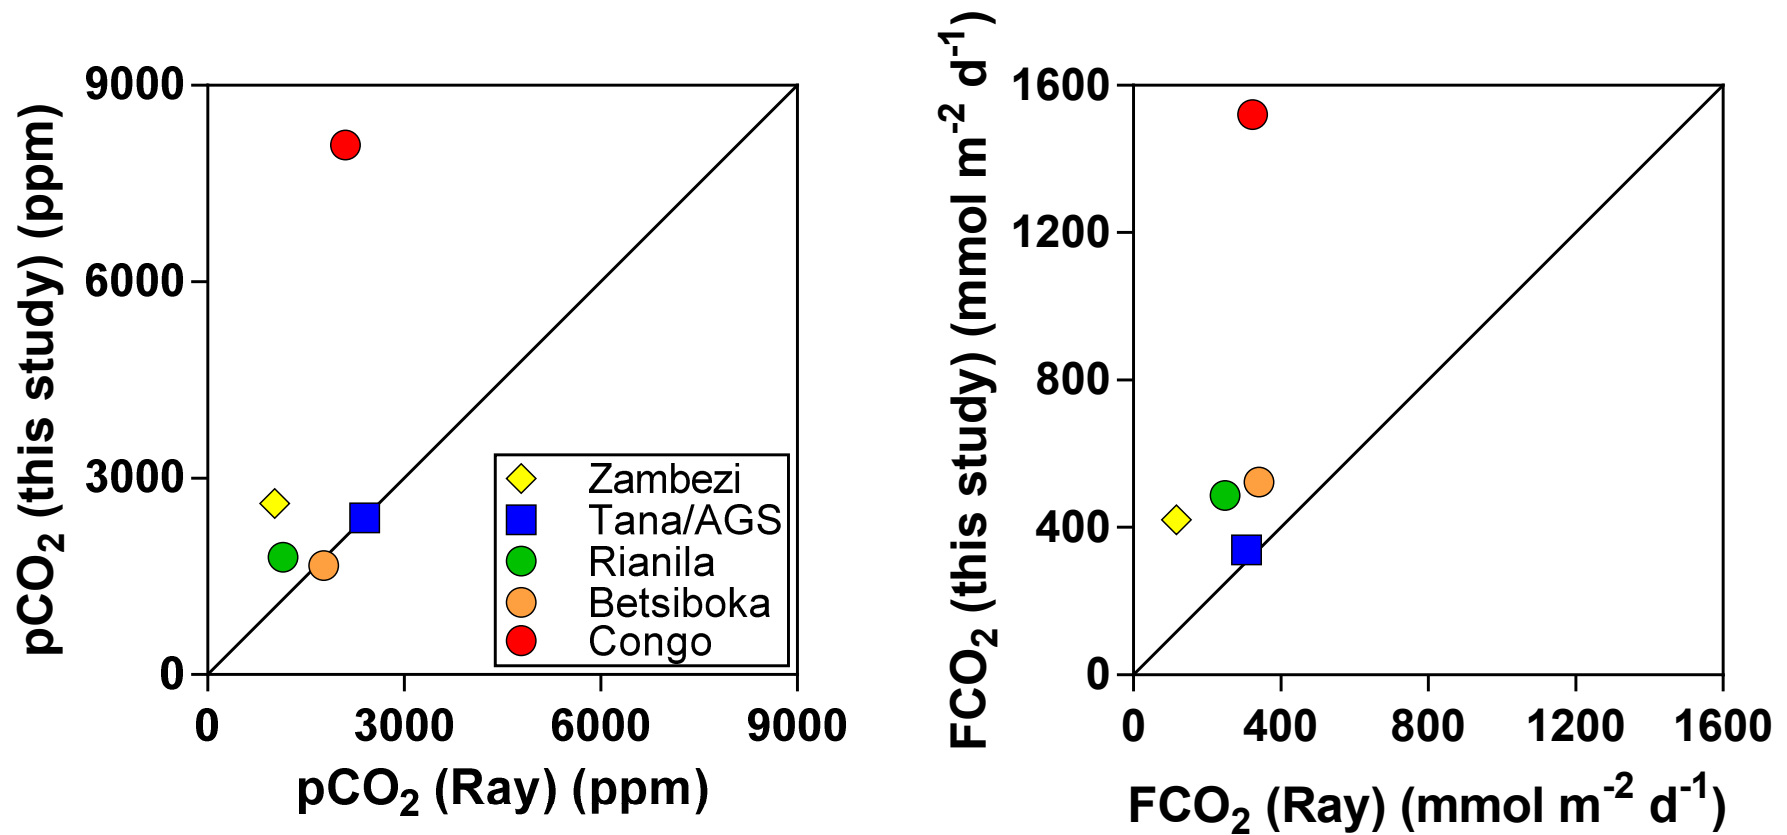 pCO2 (this study) (ppm)
9000
6000
3000
0
0 3000 6000 9000
pCO2 (Ray) (ppm)
Zambezi
Tana/AGS
Rianila
Betsiboka
Congo
FCO2 (this study) (mmol m-2 d-1)
1600
1200
800
400
0
0 400 800 1200 1600
FCO2 (Ray) (mmol m-2 d-1)